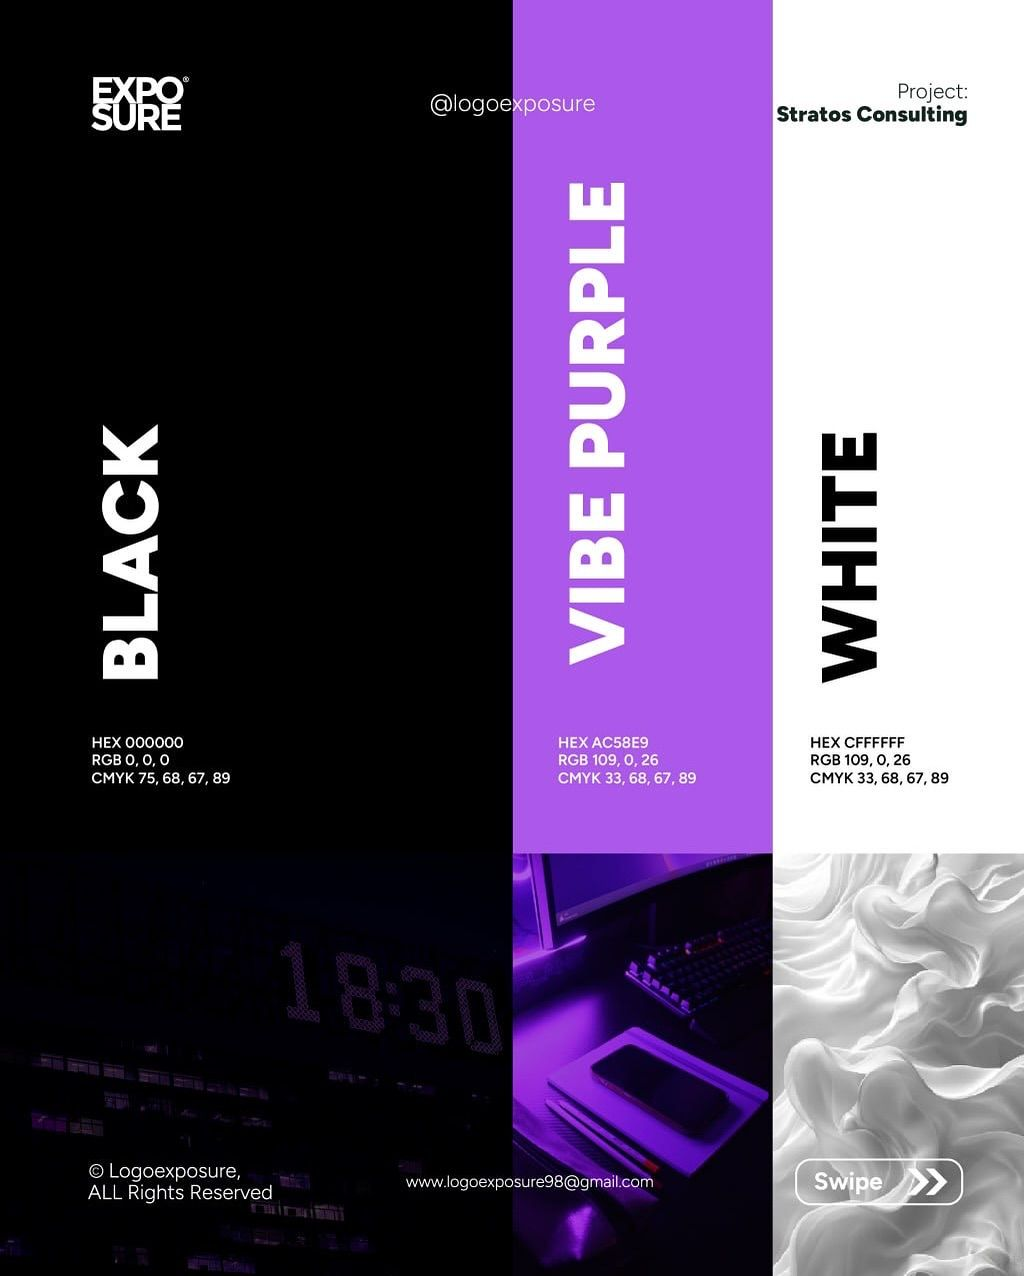 EXPO®
SURE
@logoexposure
Project:
Stratos Consulting
BLACK
HEX 000000
RGB 0, 0, 0
CMYK 75, 68, 67, 89
VIBE PURPLE
HEX AC58E9
RGB 109, 0, 26
CMYK 33, 68, 67, 89
WHITE
HEX CFFFFFF
RGB 109, 0, 26
CMYK 33, 68, 67, 89
18:30
© Logoexposure,
ALL Rights Reserved
www.logoexposure98@gmail.com
Swipe